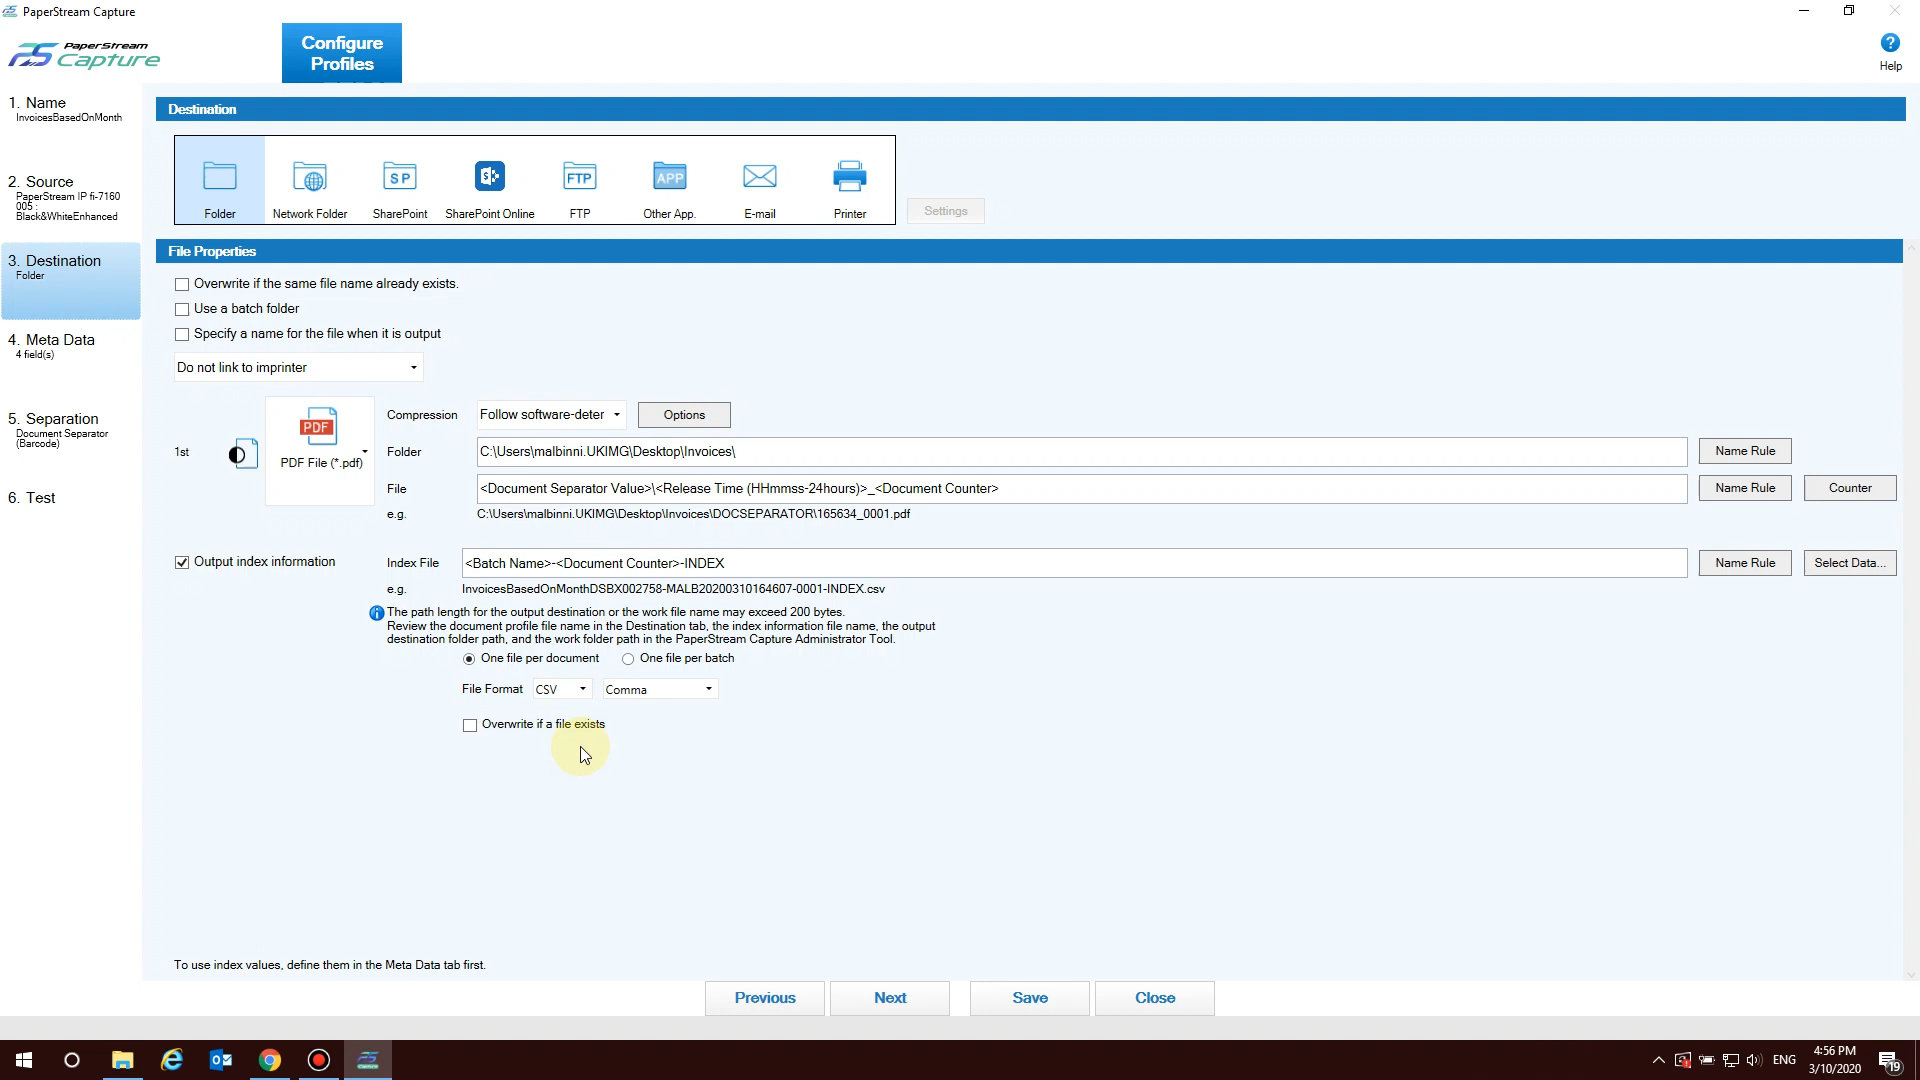 PaperStream Capture
PaperStream
Capture
Configure
Profiles
Help
1. Name
InvoicesBasedOnMonth
2. Source
PaperStream IP fi-7160
005 :
Black&WhiteEnhanced
3. Destination
Folder
4. Meta Data
4 field(s)
5. Separation
Document Separator
(Barcode)
6. Test
Destination
Folder
Network Folder
SP
SharePoint
SharePoint Online
FTP
FTP
APP
Other App.
E-mail
Printer
Settings
File Properties
Overwrite if the same file name already exists.
Use a batch folder
Specify a name for the file when it is output
Do not link to imprinter
1st
PDF
PDF File (*.pdf)
Compression Follow software-deter Options
Folder C:\Users\malbinni.UKIMG\Desktop\Invoices\ Name Rule
File <Document Separator Value>\<Release Time (HHmmss-24hours)>_<Document Counter> Name Rule Counter
e.g. C:\Users\malbinni.UKIMG\Desktop\Invoices\DOCSEPARATOR\165634_0001.pdf
Output index information Index File <Batch Name>-<Document Counter>-INDEX Name Rule Select Data...
e.g. InvoicesBasedOnMonthDSBX002758-MALB20200310164607-0001-INDEX.csv
The path length for the output destination or the work file name may exceed 200 bytes.
Review the document profile file name in the Destination tab, the index information file name, the output
destination folder path, and the work folder path in the PaperStream Capture Administrator Tool.
One file per document One file per batch
File Format CSV Comma
Overwrite if a file exists
To use index values, define them in the Meta Data tab first.
Previous Next Save Close
ENG
4:56 PM
3/10/2020
19